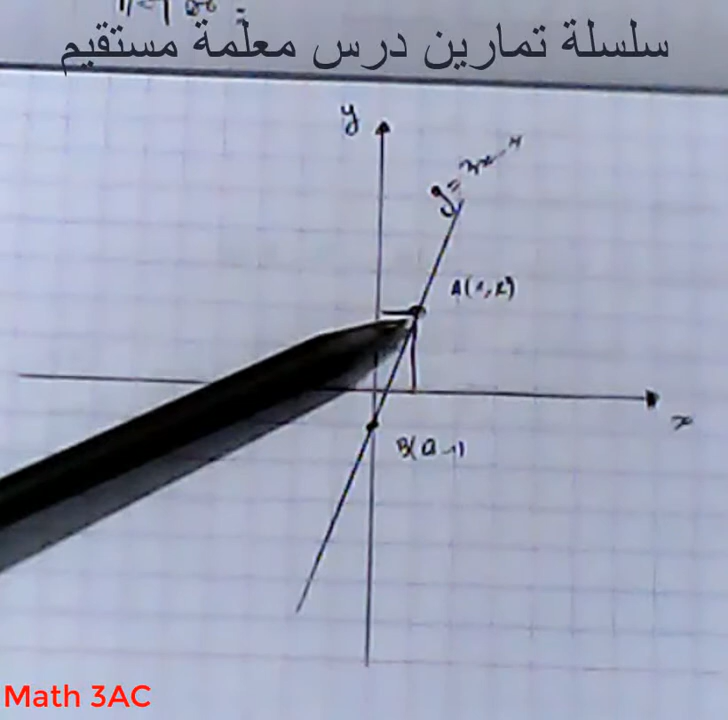 سلسلة تمارين درس معلمة مستقيم
y
A(1,2)
x
B(0,-1)
Math 3AC